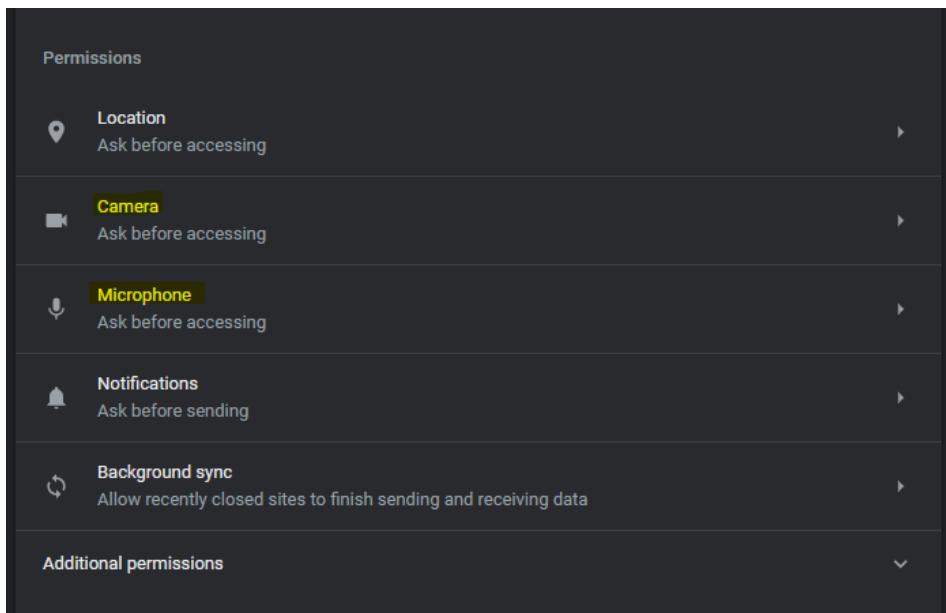 Permissions
Location
Ask before accessing
Camera
Ask before accessing
Microphone
Ask before accessing
Notifications
Ask before sending
Background sync
Allow recently closed sites to finish sending and receiving data
Additional permissions